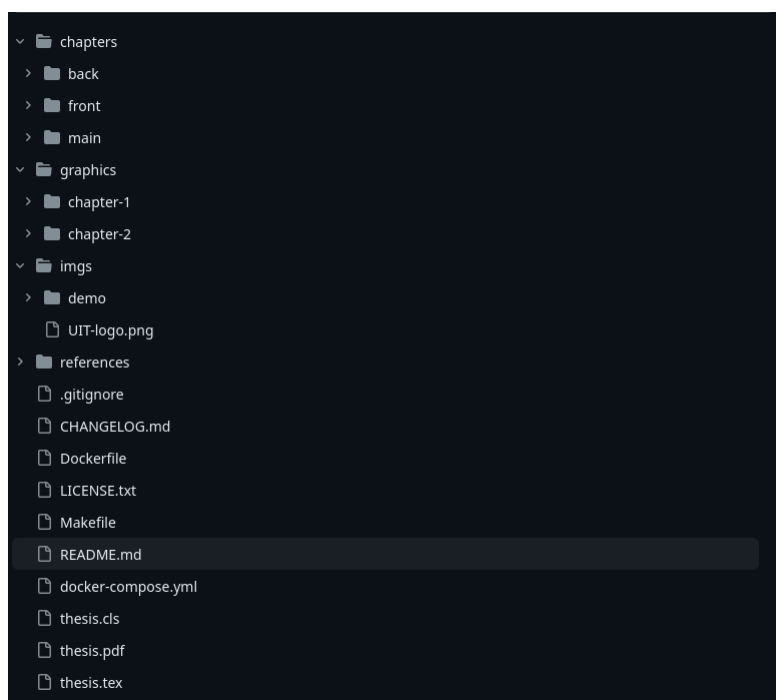 chapters
back
front
main
graphics
chapter-1
chapter-2
imgs
demo
UIT-logo.png
references
.gitignore
CHANGELOG.md
Dockerfile
LICENSE.txt
Makefile
README.md
docker-compose.yml
thesis.cls
thesis.pdf
thesis.tex